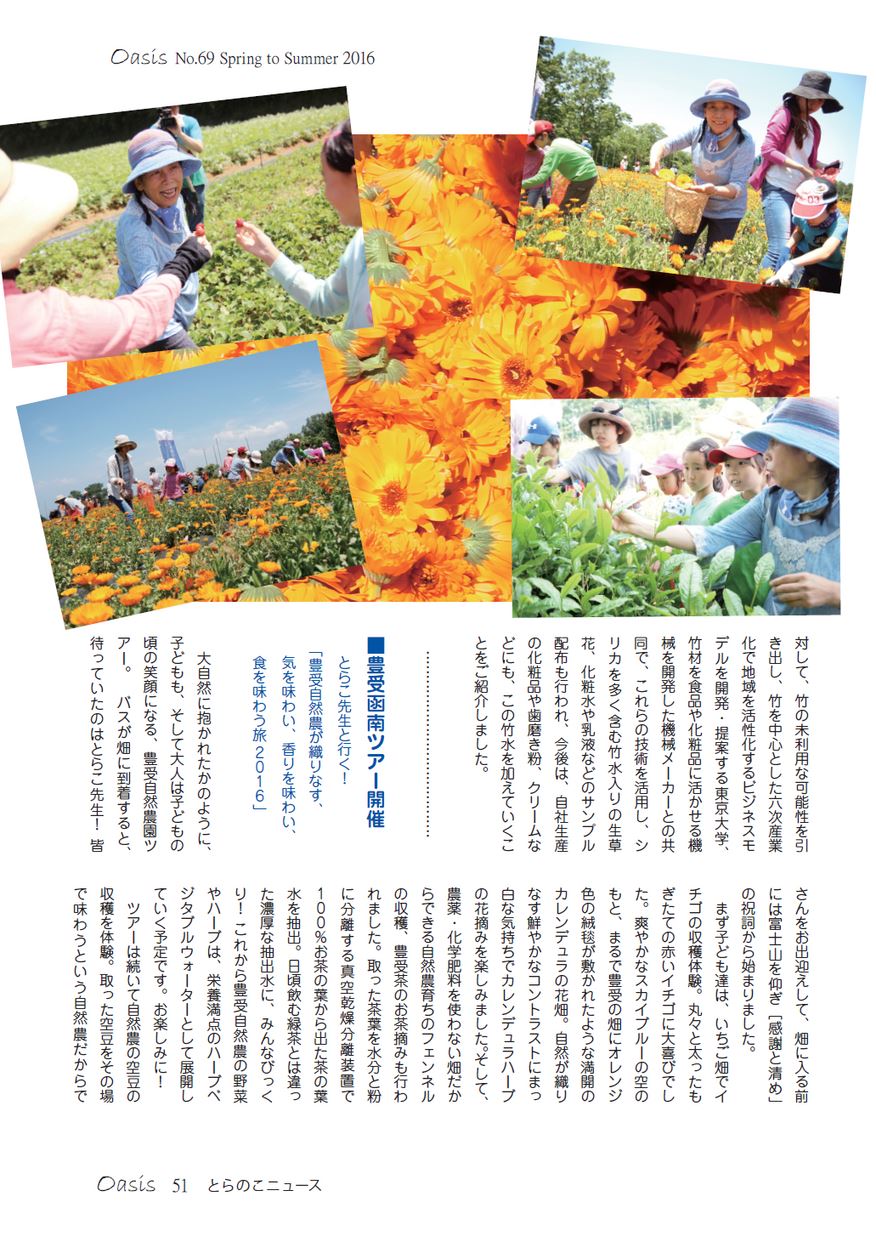 Oasis No.69 Spring to Summer 2016
対して、竹の未利用な可能性を引
き出し、竹を中心とした六次産業
化で地域を活性化するビジネスモ
デルを開発・提案する東京大学、
竹材を食品や化粧品に活かせる機
械を開発した機械メーカーとの共
同で、これらの技術を活用し、シ
リカを多く含む竹水入りの生草
花、化粧水や乳液などのサンプル
配布も行われ、今後は、自社生産
の化粧品や歯磨き粉、クリームな
どにも、この竹水を加えていくこ
とをご紹介しました。
■豊受函南ツアー開催
とらこ先生と行く！
「豊受自然農が織りなす、
気を味わい、香りを味わい、
食を味わう旅２０１６」
大自然に抱かれたかのように、
子どもも、そして大人は子どもの
頃の笑顔になる、豊受自然農園ツ
アー。 バスが畑に到着すると、
待っていたのはとらこ先生！ 皆
さんをお出迎えして、畑に入る前
には富士山を仰ぎ［感謝と清め」
の祝詞から始まりました。
まず子ども達は、いちご畑でイ
チゴの収穫体験。丸々と太ったも
ぎたての赤いイチゴに大喜びでし
た。爽やかなスカイブルーの空の
もと、まるで豊受の畑にオレンジ
色の絨毯が敷かれたような満開の
カレンデュラの花畑。自然が織り
なす鮮やかなコントラストにまっ
白な気持ちでカレンデュラハーブ
の花摘みを楽しみました。そして、
農薬・化学肥料を使わない畑だか
らできる自然農育ちのフェンネル
の収穫、豊受茶のお茶摘みも行わ
れました。取った茶葉を水分と粉
に分離する真空乾燥分離装置で
１００％お茶の葉から出た茶の葉
水を抽出。日頃飲む緑茶とは違っ
た濃厚な抽出水に、みんなびっく
り！これから豊受自然農の野菜
やハーブは、栄養満点のハーブベ
ジタブルウォーターとして展開し
ていく予定です。お楽しみに！
ツアーは続いて自然農の空豆の
収穫を体験。取った空豆をその場
で味わうという自然農だからで
Oasis 51 とらのこニュース